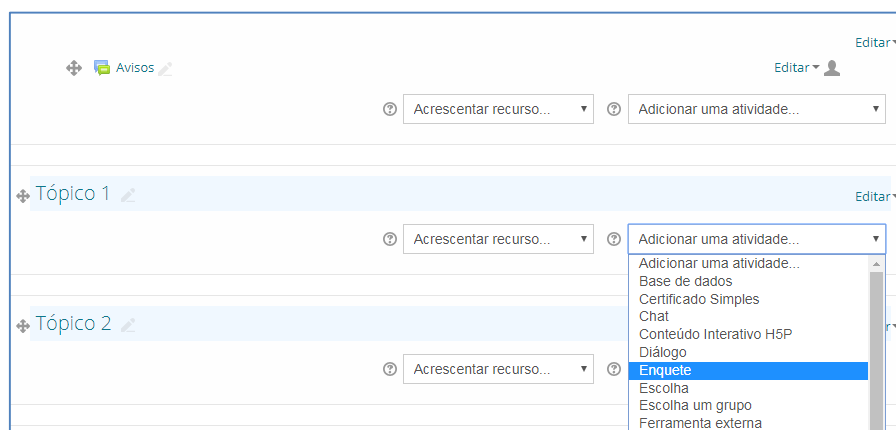 Editar
Avisos
Editar
Acrescentar recurso... Adicionar uma atividade...
Tópico 1
Editar
Acrescentar recurso... Adicionar uma atividade...
Adicionar uma atividade...
Base de dados
Certificado Simples
Chat
Conteúdo Interativo H5P
Diálogo
Enquete
Escolha
Escolha um grupo
Ferramenta externa
Tópico 2
Acrescentar recurso...